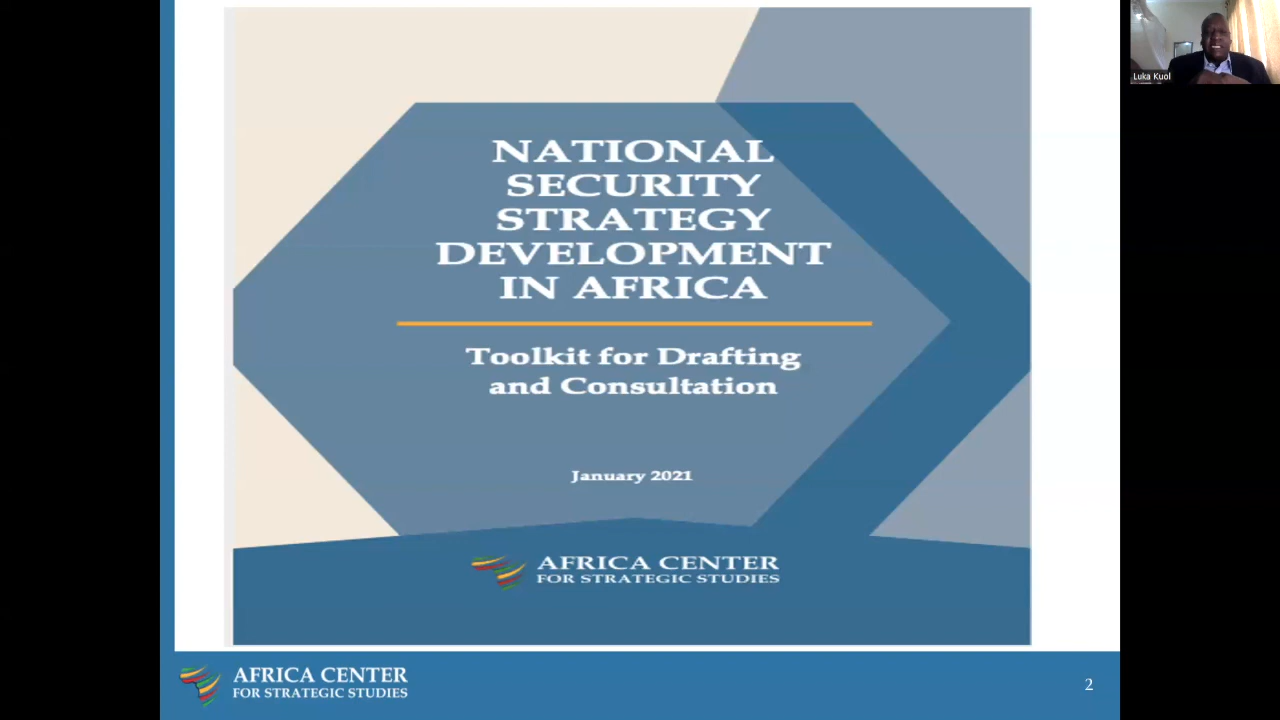 NATIONAL
SECURITY
STRATEGY
DEVELOPMENT
IN AFRICA
Toolkit for Drafting
and Consultation
January 2021
AFRICA CENTER
FOR STRATEGIC STUDIES
AFRICA CENTER
FOR STRATEGIC STUDIES
2
Luka Kuol